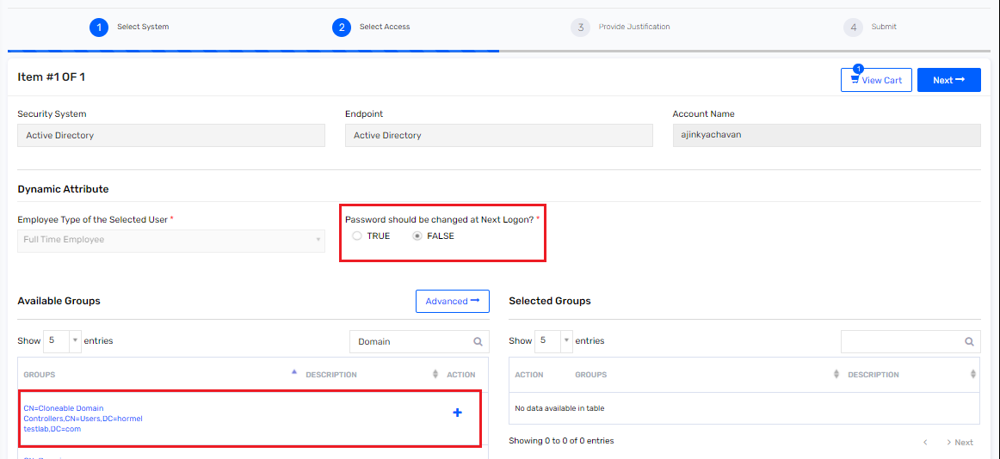 1 Select System 2 Select Access 3 Provide Justification 4 Submit
Item #1 OF 1
1
View Cart Next
Security System Endpoint Account Name
Active Directory Active Directory ajinkyachavan
Dynamic Attribute
Employee Type of the Selected User * Password should be changed at Next Logon? *
Full Time Employee TRUE FALSE
Available Groups Advanced Selected Groups
Show 5 entries Domain Show 5 entries
GROUPS DESCRIPTION ACTION ACTION GROUPS DESCRIPTION
CN=Cloneable Domain
Controllers,CN=Users,DC=hormel
testlab,DC=com
+
No data available in table
Showing 0 to 0 of 0 entries < > Next